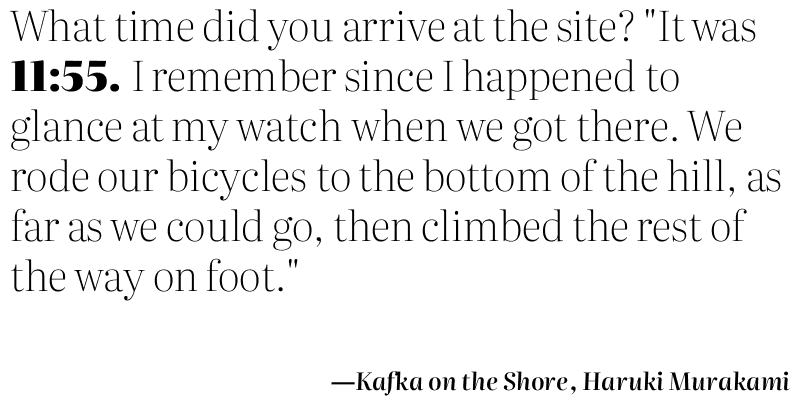 What time did you arrive at the site? "It was
11:55. I remember since I happened to
glance at my watch when we got there. We
rode our bicycles to the bottom of the hill, as
far as we could go, then climbed the rest of
the way on foot."
—Kafka on the Shore, Haruki Murakami